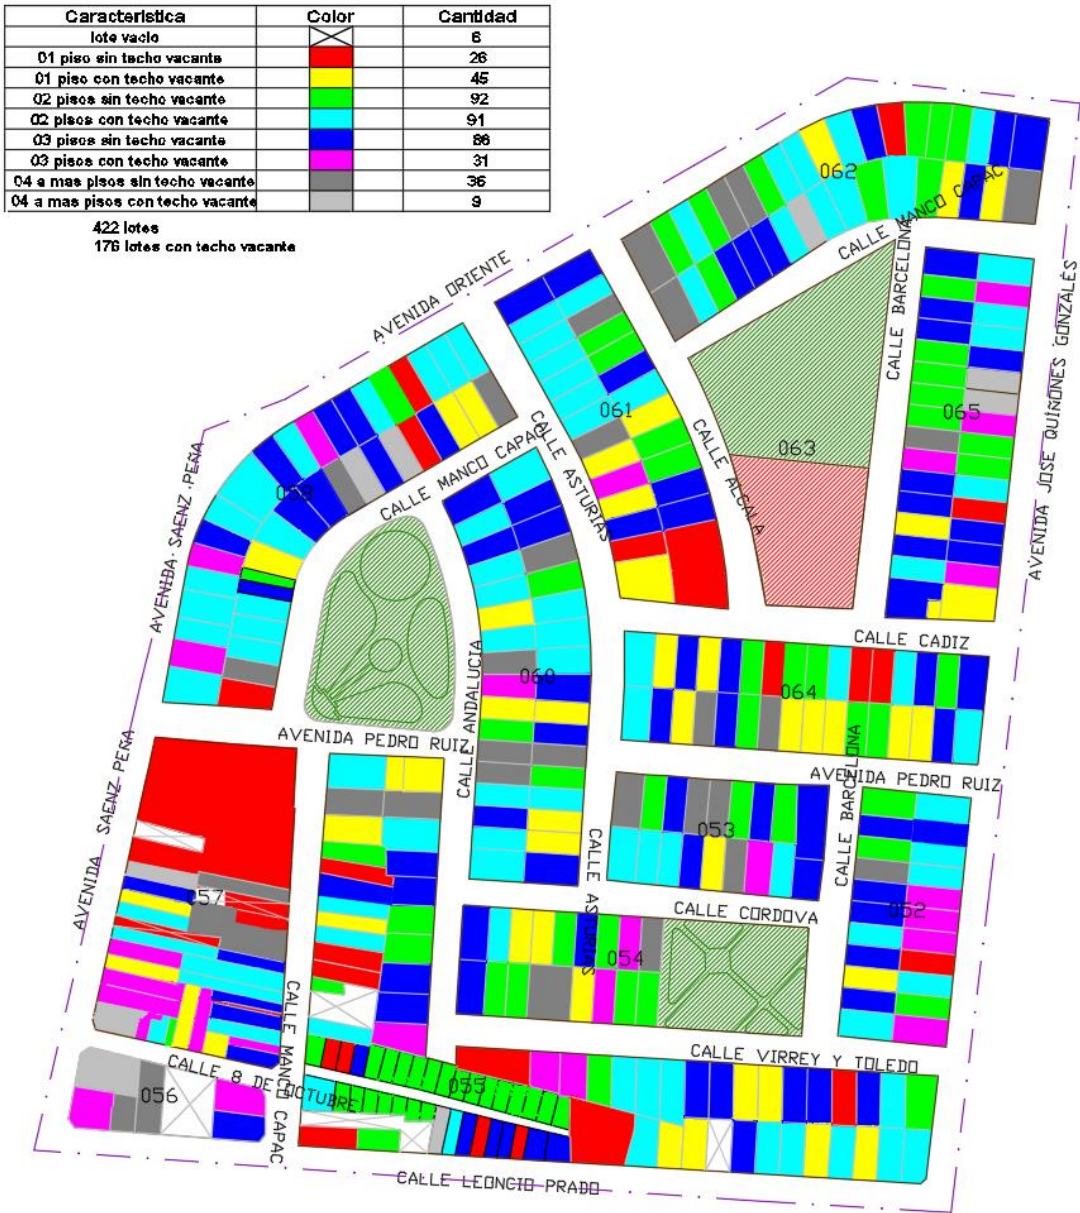 Caracteristica Color Cantidad
lote vacio 6
01 piso sin techo vacante 26
01 piso con techo vacante 45
02 pisos sin techo vacante 92
02 pisos con techo vacante 91
03 pisos sin techo vacante 86
03 pisos con techo vacante 31
04 a mas pisos sin techo vacante 36
04 a mas pisos con techo vacante 9
422 lotes
176 lotes con techo vacante
062
CALLE MANCO CAPAC
AVENIDA ORIENTE
CALLE BARCELONA
AVENIDA JOSE QUIÑONES GONZALES
061
065
063
CALLE ASTURIAS
CALLE ALCALA
CALLE MANCO CAPAC
AVENIDA SAENZ PEÑA
CALLE CADIZ
060
064
CALLE ANDALUCIA
AVENIDA PEDRO RUIZ
AVENIDA PEDRO RUIZ
CALLE BARCELONA
AVENIDA SAENZ PEÑA
053
057
052
CALLE ASTURIAS
CALLE CORDOVA
054
CALLE MANCO CAPAC
CALLE VIRREY Y TOLEDO
CALLE 8 DE OCTUBRE
055
056
CALLE LEONCIO PRADO